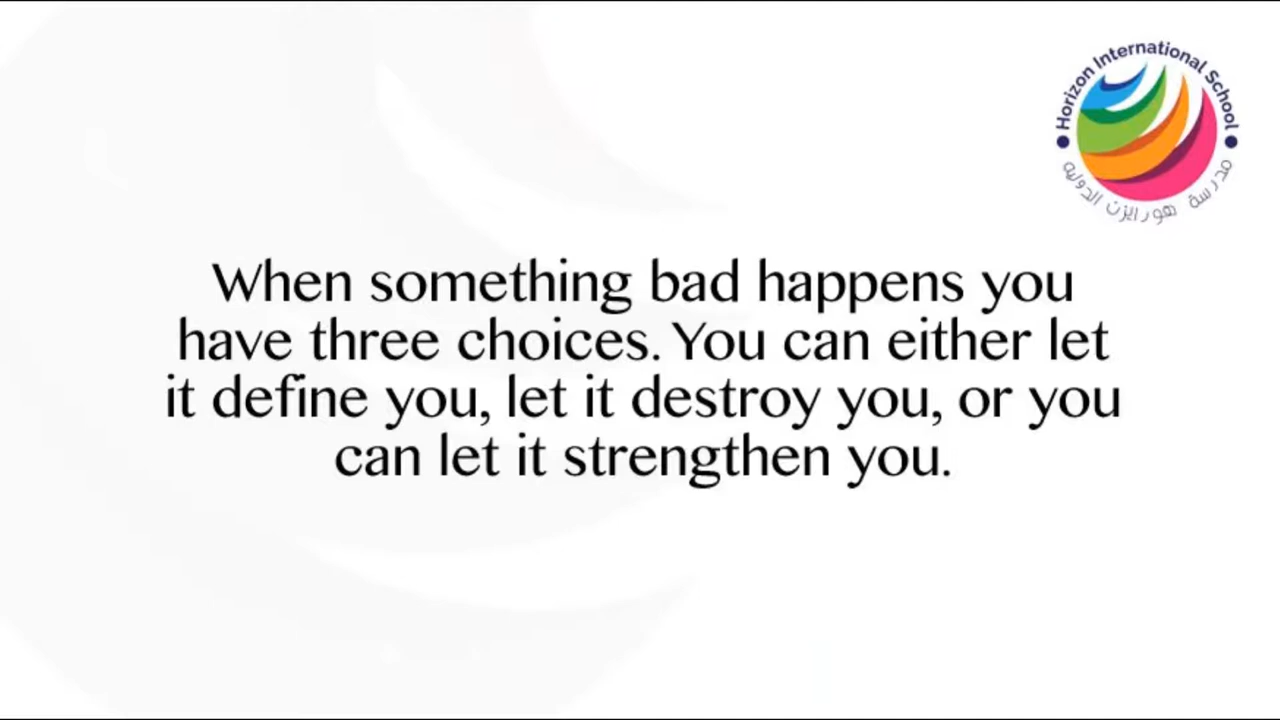 Horizon International School
مدرسة هورايزن الدولية
When something bad happens you
have three choices. You can either let
it define you, let it destroy you, or you
can let it strengthen you.